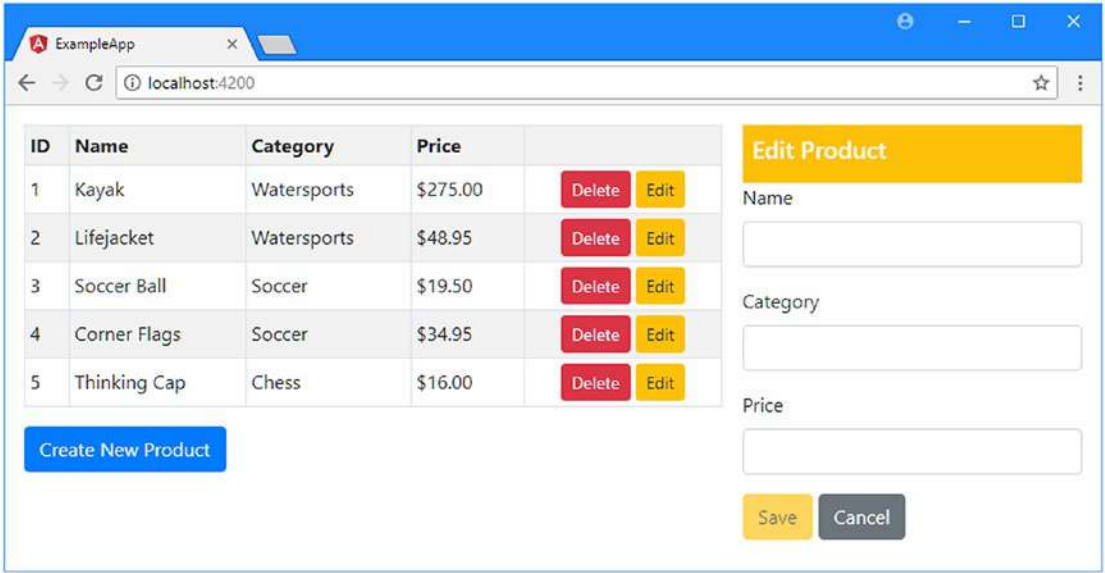 ExampleApp
localhost:4200
ID Name Category Price
1 Kayak Watersports $275.00 Delete Edit
2 Lifejacket Watersports $48.95 Delete Edit
3 Soccer Ball Soccer $19.50 Delete Edit
4 Corner Flags Soccer $34.95 Delete Edit
5 Thinking Cap Chess $16.00 Delete Edit
Create New Product
Edit Product
Name
Category
Price
Save Cancel